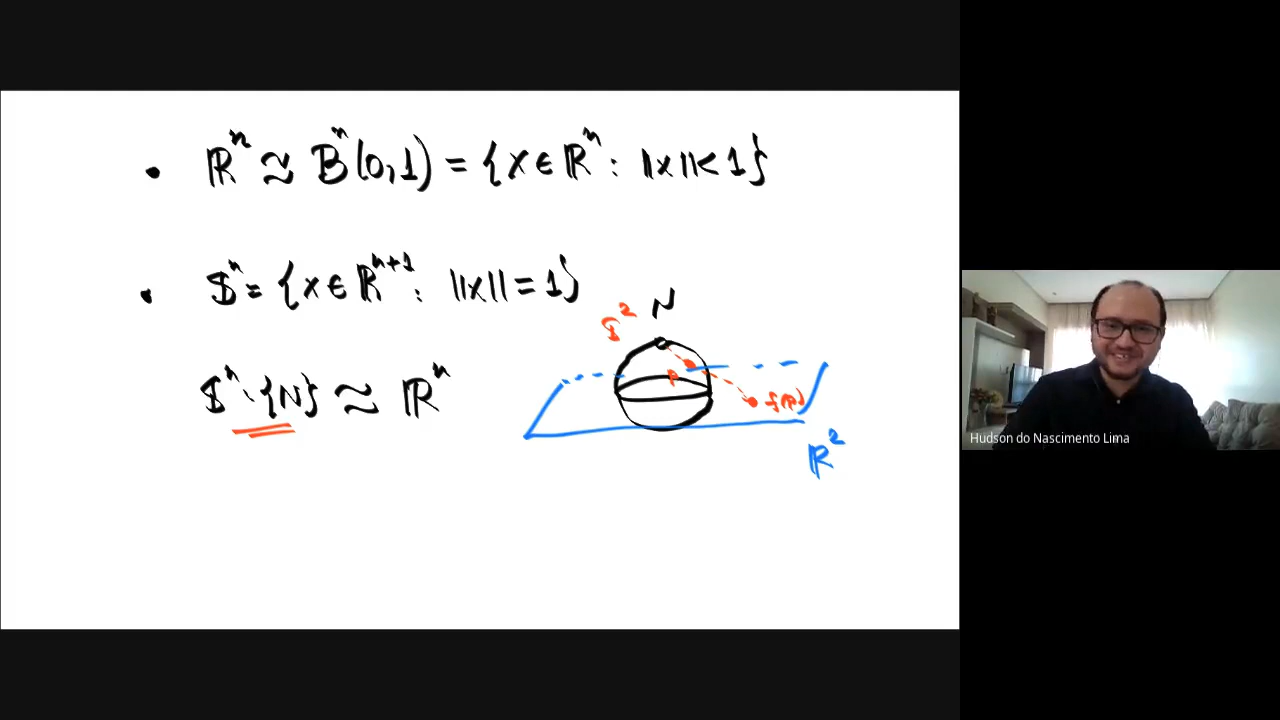 • ℝⁿ ≈ Bⁿ(0,1) = {x ∈ ℝⁿ : ||x|| < 1}
• 𝕊ⁿ = {x ∈ ℝⁿ⁺¹ : ||x|| = 1}
𝕊² N
P f(P)
𝕊ⁿ \ {N} ≈ ℝⁿ
ℝ²
Hudson do Nascimento Lima